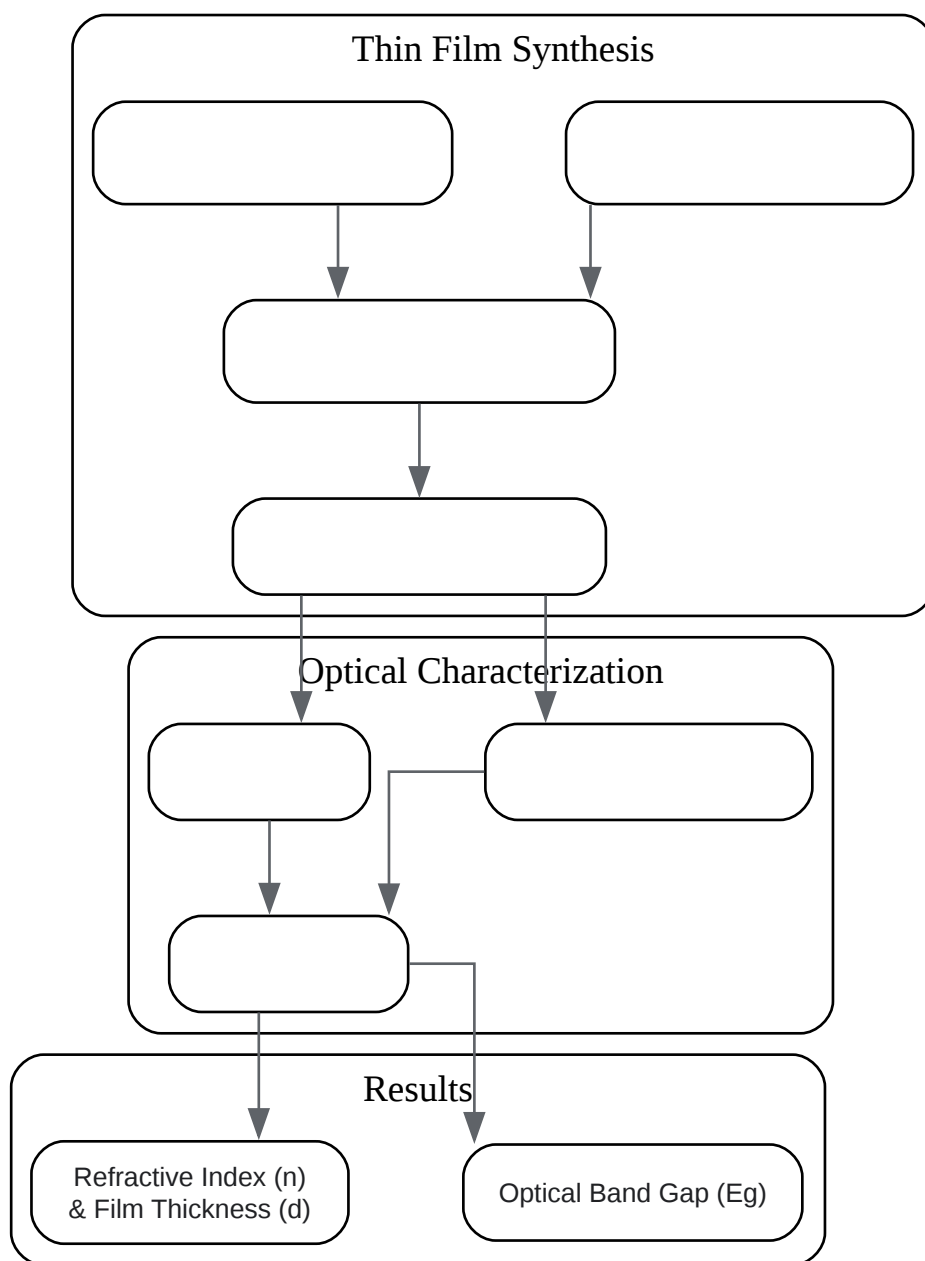 Thin Film Synthesis
Optical Characterization
Results
Refractive Index (n)
& Film Thickness (d)
Optical Band Gap (Eg)